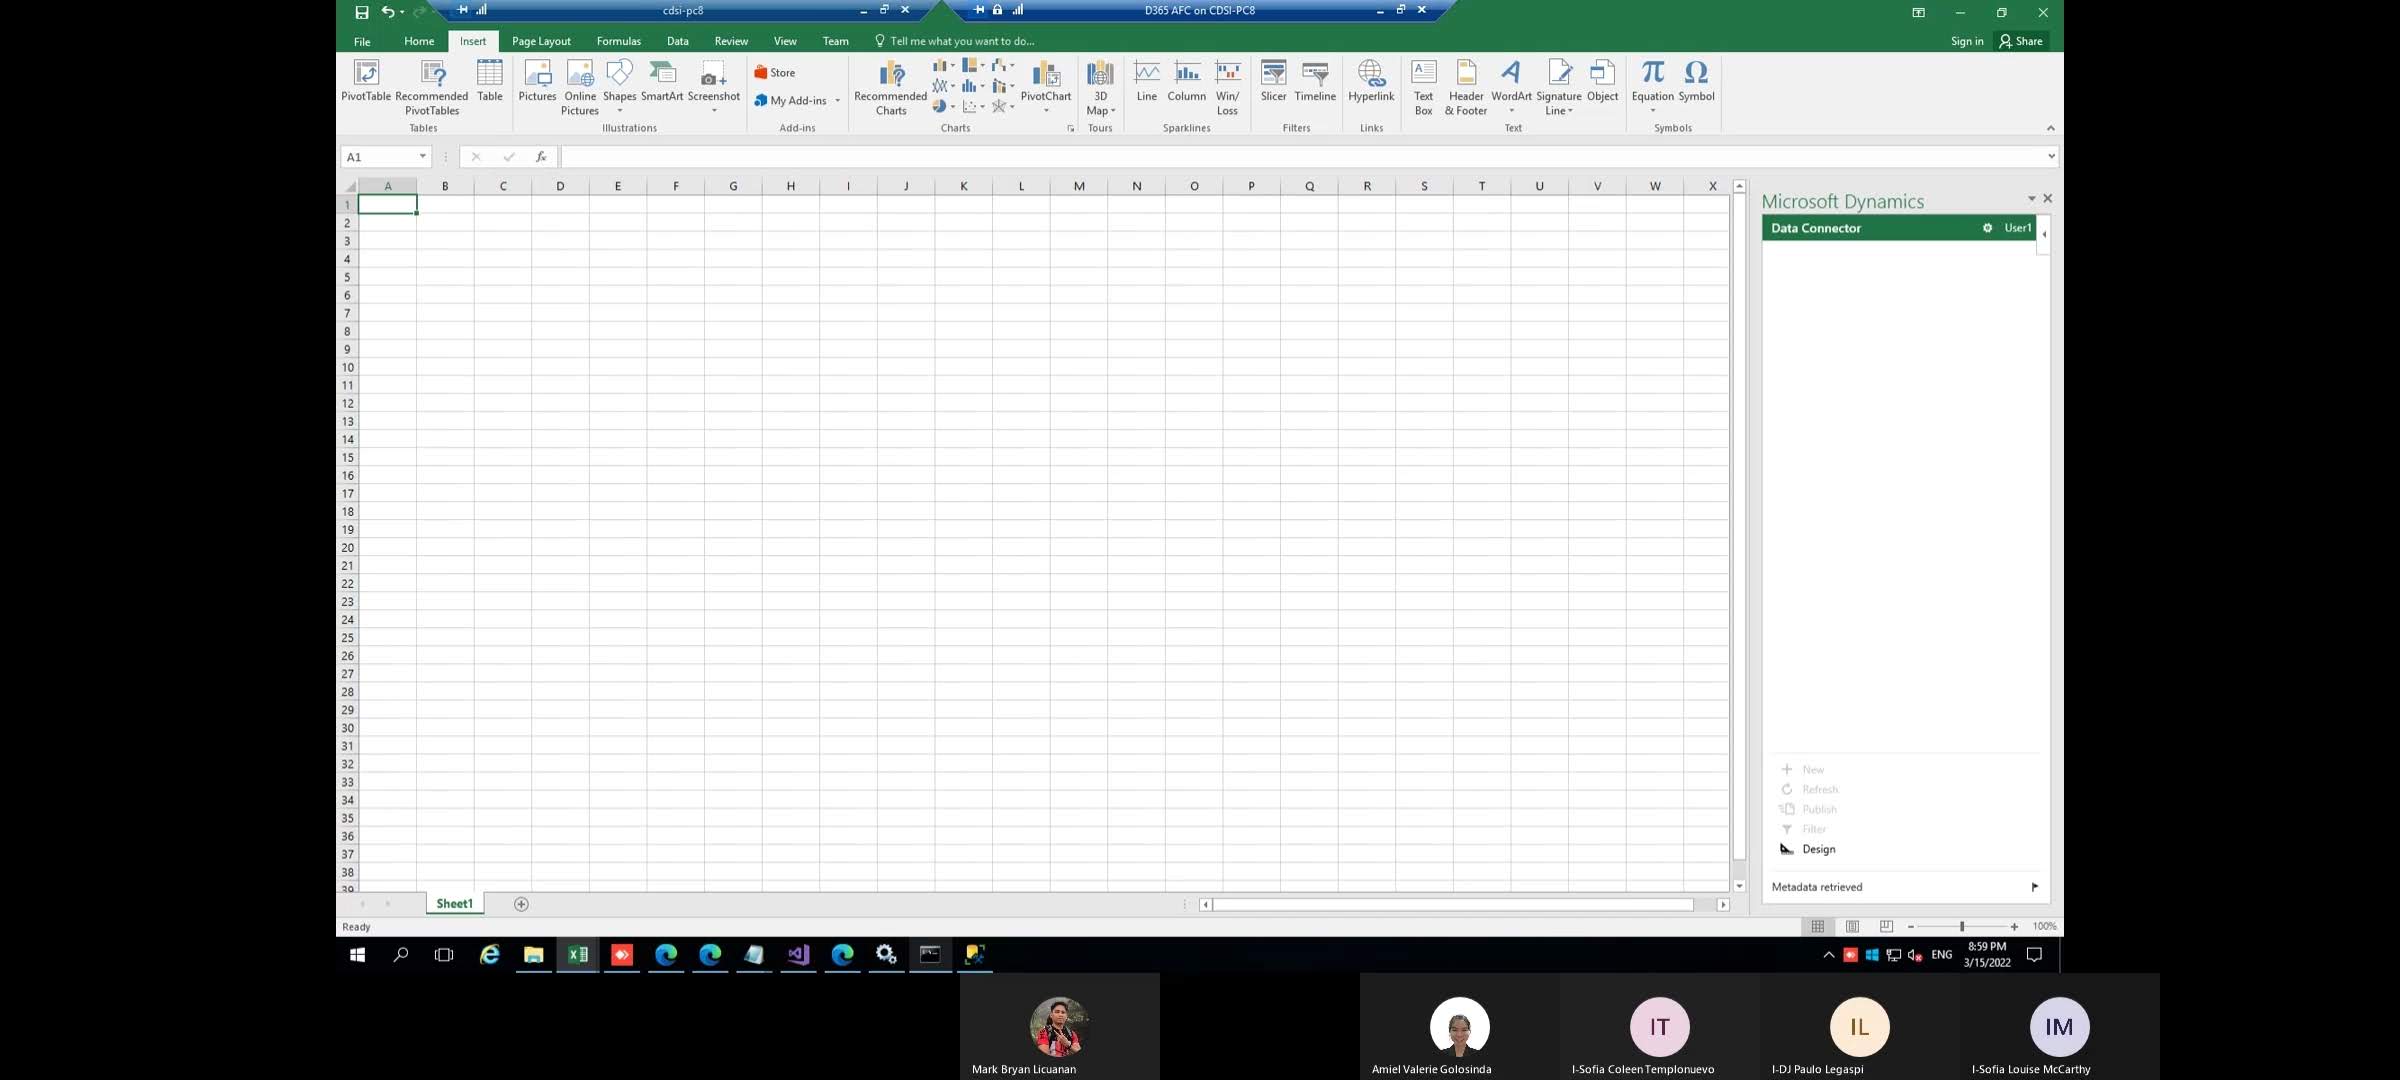 cdsi-pc8
D365 AFC on CDSI-PC8
File Home Insert Page Layout Formulas Data Review View Team Tell me what you want to do...
Sign in Share
PivotTable
Recommended
PivotTables
Table
Tables
Pictures
Online
Pictures
Shapes
SmartArt
Screenshot
Illustrations
Store
My Add-ins
Add-ins
Recommended
Charts
PivotChart
Charts
3D
Map
Tours
Line
Column
Win/
Loss
Sparklines
Slicer
Timeline
Filters
Hyperlink
Links
Text
Box
Header
& Footer
WordArt
Signature
Line
Object
Text
Equation
Symbol
Symbols
A1
fx
A B C D E F G H I J K L M N O P Q R S T U V W X
1
2
3
4
5
6
7
8
9
10
11
12
13
14
15
16
17
18
19
20
21
22
23
24
25
26
27
28
29
30
31
32
33
34
35
36
37
38
39
Microsoft Dynamics
Data Connector User1
New
Refresh
Publish
Filter
Design
Metadata retrieved
Sheet1
Ready
100%
ENG
8:59 PM
3/15/2022
Mark Bryan Licuanan
Amiel Valerie Golosinda
IT
I-Sofia Coleen Templonuevo
IL
I-DJ Paulo Legaspi
IM
I-Sofia Louise McCarthy